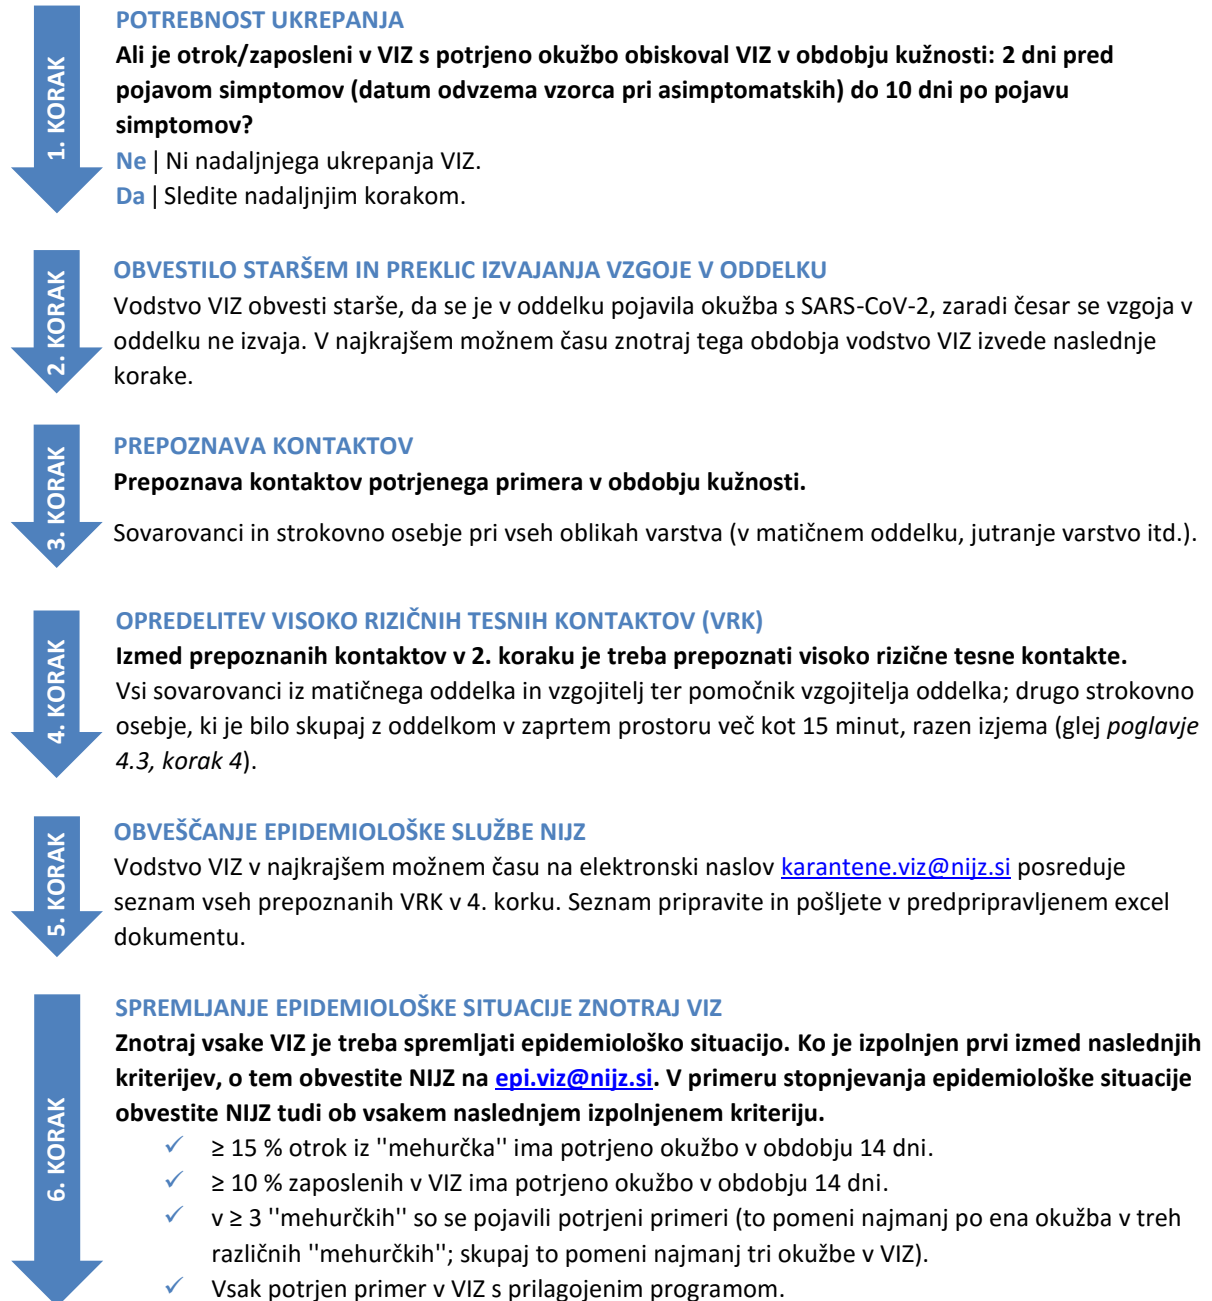 1. KORAK
POTREBNOST UKREPANJA
Ali je otrok/zaposleni v VIZ s potrjeno okužbo obiskoval VIZ v obdobju kužnosti: 2 dni pred
pojavom simptomov (datum odvzema vzorca pri asimptomatskih) do 10 dni po pojavu
simptomov?
Ne | Ni nadaljnjega ukrepanja VIZ.
Da | Sledite nadaljnjim korakom.
2. KORAK
OBVESTILO STARŠEM IN PREKLIC IZVAJANJA VZGOJE V ODDELKU
Vodstvo VIZ obvesti starše, da se je v oddelku pojavila okužba s SARS-CoV-2, zaradi česar se vzgoja v
oddelku ne izvaja. V najkrajšem možnem času znotraj tega obdobja vodstvo VIZ izvede naslednje
korake.
3. KORAK
PREPOZNAVA KONTAKTOV
Prepoznava kontaktov potrjenega primera v obdobju kužnosti.
Sovarovanci in strokovno osebje pri vseh oblikah varstva (v matičnem oddelku, jutranje varstvo itd.).
4. KORAK
OPREDELITEV VISOKO RIZIČNIH TESNIH KONTAKTOV (VRK)
Izmed prepoznanih kontaktov v 2. koraku je treba prepoznati visoko rizične tesne kontakte.
Vsi sovarovanci iz matičnega oddelka in vzgojitelj ter pomočnik vzgojitelja oddelka; drugo strokovno
osebje, ki je bilo skupaj z oddelkom v zaprtem prostoru več kot 15 minut, razen izjema (glej poglavje
4.3, korak 4).
5. KORAK
OBVEŠČANJE EPIDEMIOLOŠKE SLUŽBE NIJZ
Vodstvo VIZ v najkrajšem možnem času na elektronski naslov karantene.viz@nijz.si posreduje
seznam vseh prepoznanih VRK v 4. korku. Seznam pripravite in pošljete v predpripravljenem excel
dokumentu.
6. KORAK
SPREMLJANJE EPIDEMIOLOŠKE SITUACIJE ZNOTRAJ VIZ
Znotraj vsake VIZ je treba spremljati epidemiološko situacijo. Ko je izpolnjen prvi izmed naslednjih
kriterijev, o tem obvestite NIJZ na epi.viz@nijz.si. V primeru stopnjevanja epidemiološke situacije
obvestite NIJZ tudi ob vsakem naslednjem izpolnjenem kriteriju.
✓ ≥ 15 % otrok iz ''mehurčka'' ima potrjeno okužbo v obdobju 14 dni.
✓ ≥ 10 % zaposlenih v VIZ ima potrjeno okužbo v obdobju 14 dni.
✓ v ≥ 3 ''mehurčkih'' so se pojavili potrjeni primeri (to pomeni najmanj po ena okužba v treh
različnih ''mehurčkih''; skupaj to pomeni najmanj tri okužbe v VIZ).
✓ Vsak potrjen primer v VIZ s prilagojenim programom.